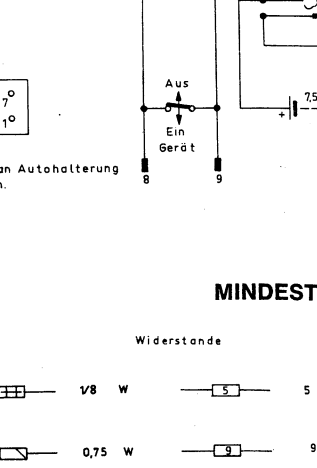 Aus
7
7,5
1
+
Ein
Gerät
an Autohalterung
n.
8
9
MINDEST
Widerstande
1/8 W
5
5
0,75 W
9
9